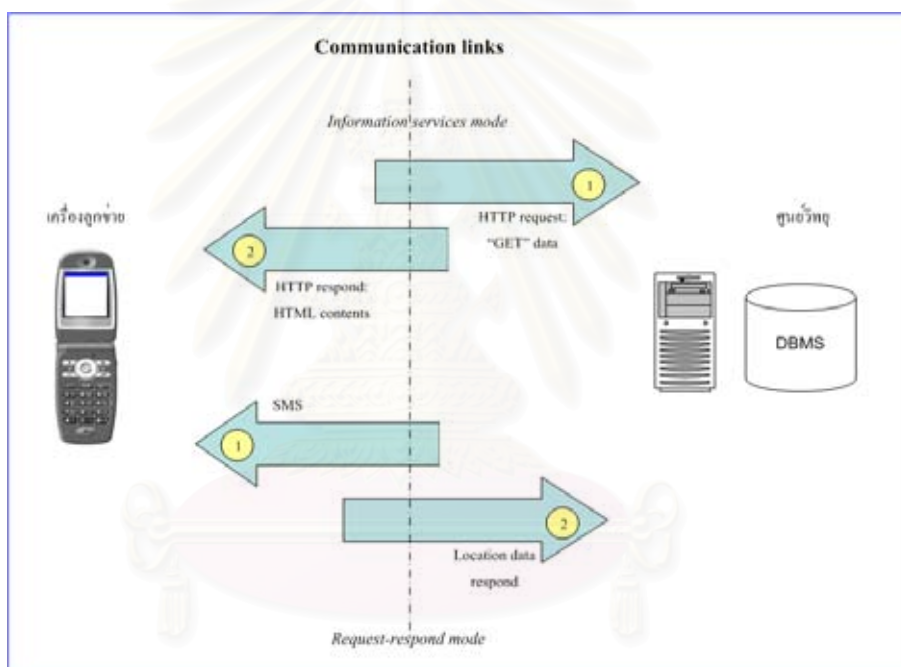 Communication links
Information services mode
1
HTTP request:
"GET" data
เครื่องลูกข่าย
ศูนย์วิทยุ
2
HTTP respond:
HTML contents
DBMS
SMS
1
2
Location data
respond
Request-respond mode